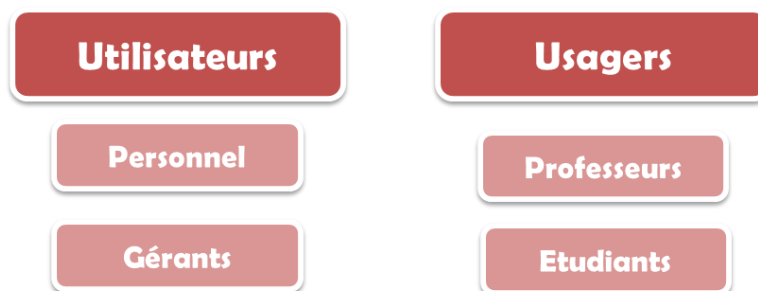 Utilisateurs
Usagers
Personnel
Professeurs
Gérants
Etudiants